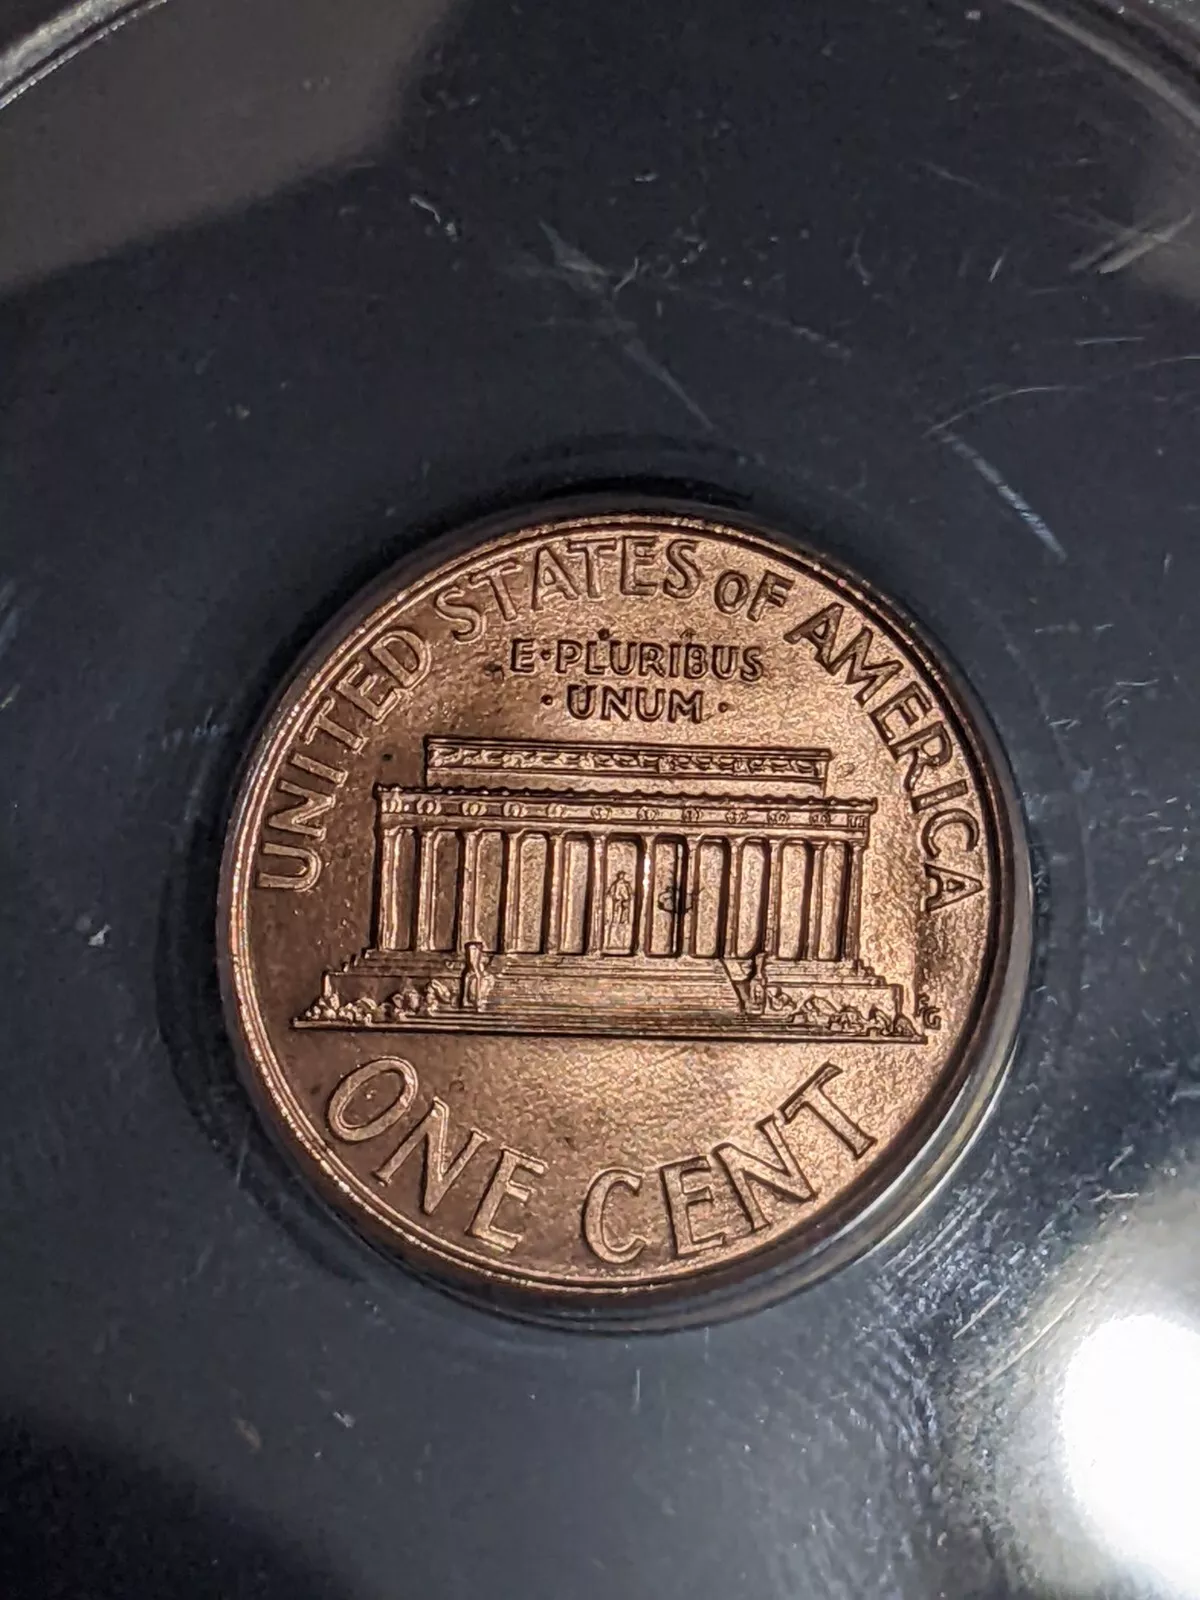 UNITED STATES OF AMERICA
E·PLURIBUS
·UNUM·
FG
ONE CENT